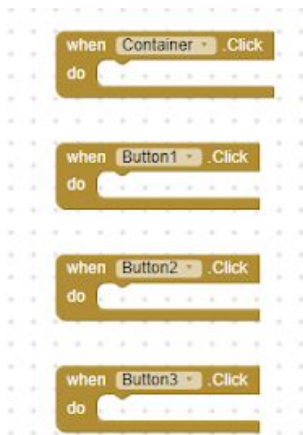 when Container .Click
do
when Button1 .Click
do
when Button2 .Click
do
when Button3 .Click
do